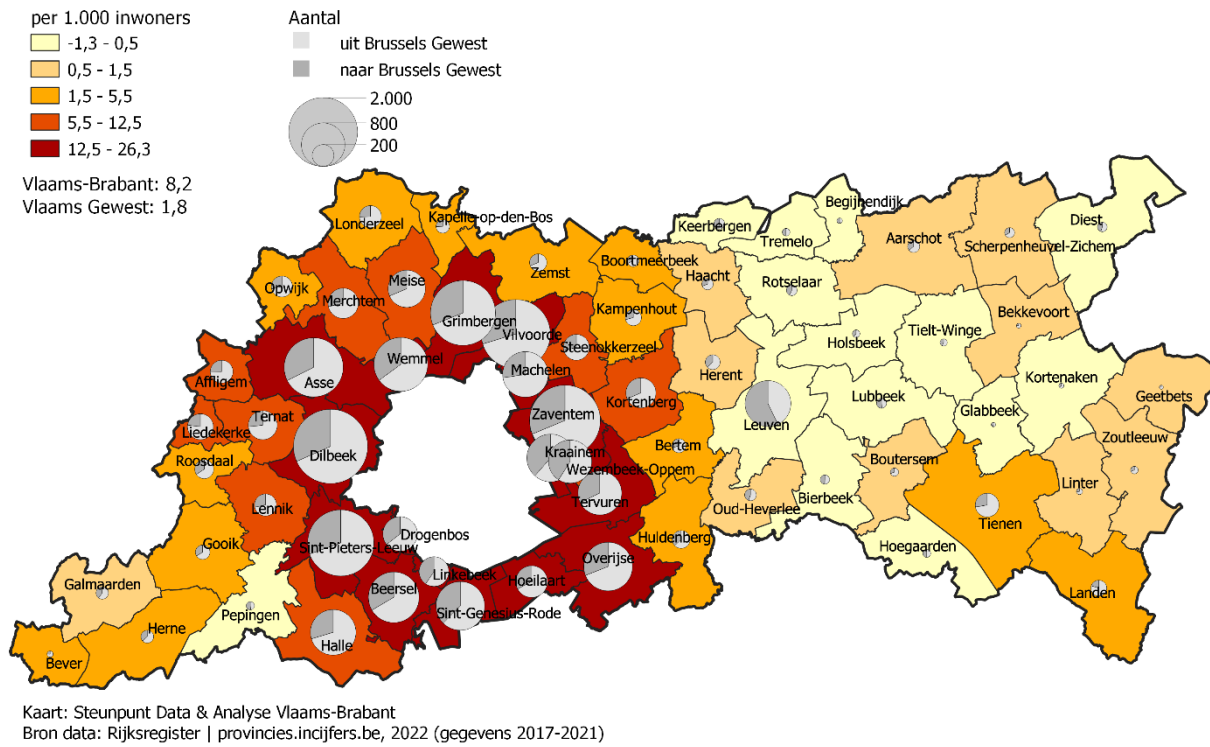 per 1.000 inwoners
-1,3 - 0,5
0,5 - 1,5
1,5 - 5,5
5,5 - 12,5
12,5 - 26,3
Vlaams-Brabant: 8,2
Vlaams Gewest: 1,8
Aantal
uit Brussels Gewest
naar Brussels Gewest
2.000
800
200
Londerzeel
Kapelle-op-den-Bos
Keerbergen
Tremelo
Begijnendijk
Aarschot
Scherpenheuvel-Zichem
Diest
Opwijk
Merchtem
Meise
Grimbergen
Zemst
Boortmeerbeek
Haacht
Rotselaar
Vilvoorde
Kampenhout
Steenokkerzeel
Holsbeek
Tielt-Winge
Bekkevoort
Affligem
Asse
Wemmel
Machelen
Herent
Kortenberg
Kortenaken
Geetbets
Liedekerke
Ternat
Dilbeek
Zaventem
Leuven
Lubbeek
Glabbeek
Zoutleeuw
Roosdaal
Kraainem
Wezembeek-Oppem
Bertem
Boutersem
Linter
Lennik
Tervuren
Oud-Heverlee
Bierbeek
Tienen
Gooik
Sint-Pieters-Leeuw
Drogenbos
Huldenberg
Hoegaarden
Galmaarden
Linkebeek
Hoeilaart
Overijse
Landen
Pepingen
Beersel
Sint-Genesius-Rode
Herne
Halle
Bever
Kaart: Steunpunt Data & Analyse Vlaams-Brabant
Bron data: Rijksregister | provincies.incijfers.be, 2022 (gegevens 2017-2021)